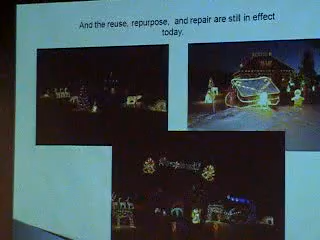 And the reuse, repurpose, and repair are still in effect
today.